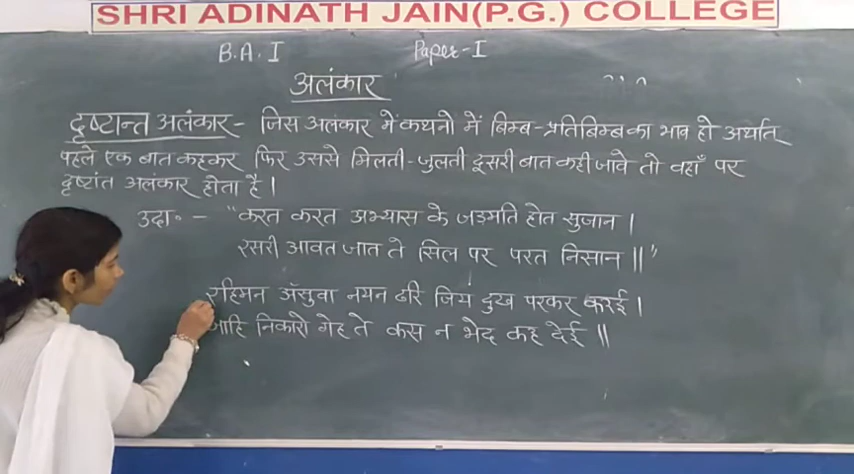 SHRI ADINATH JAIN(P.G.) COLLEGE
B.A.I Paper-I
अलंकार
दृष्टान्त अलंकार- जिस अलंकार में कथनो में बिम्ब-प्रतिबिम्ब का भाव हो अर्थात्
पहले एक बात कहकर फिर उससे मिलती-जुलती दूसरी बात कही जावे तो वहाँ पर
दृष्टांत अलंकार होता है।
उदा॰ - "करत करत अभ्यास के जड़मति होत सुजान।
रसरी आवत जात ते सिल पर परत निसान॥"
रहिमन अँसुवा नयन ढरि जिय दुख परकर करई।
जाहि निकारो गेह ते कस न भेद कह देई॥